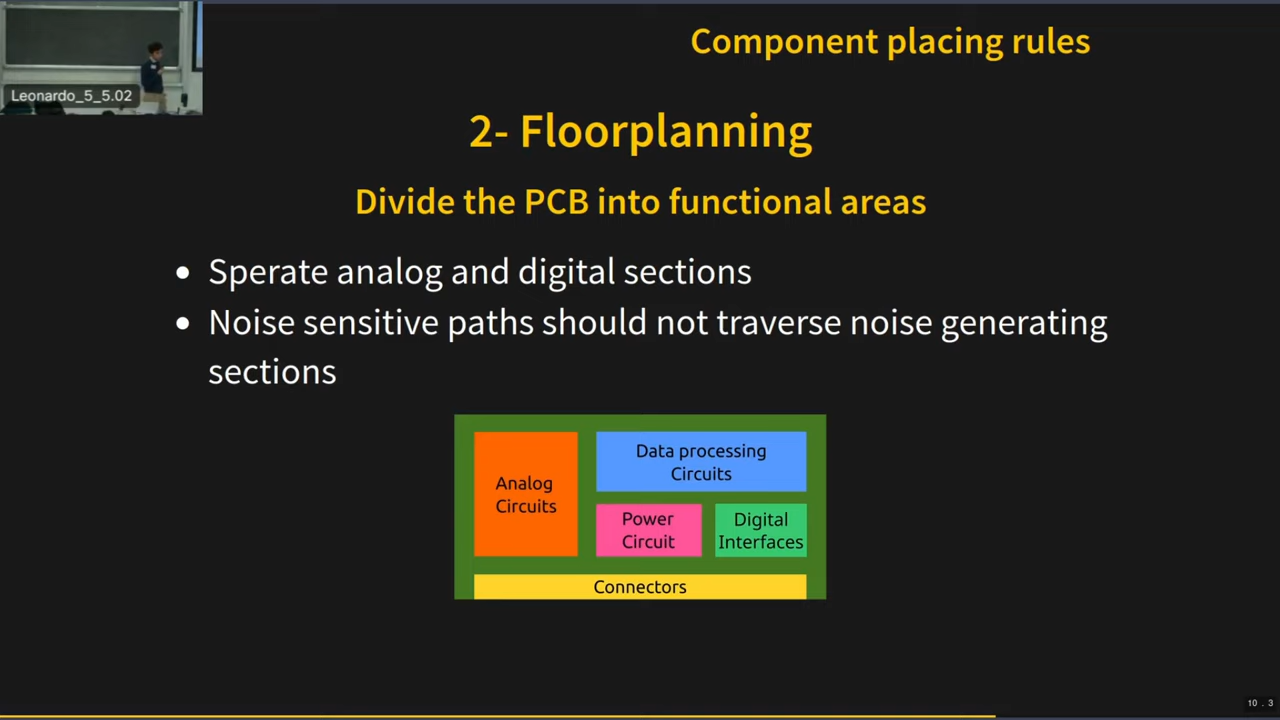 Component placing rules
Leonardo_5_5.02
2- Floorplanning
Divide the PCB into functional areas
• Sperate analog and digital sections
• Noise sensitive paths should not traverse noise generating
sections
Analog
Circuits
Data processing
Circuits
Power
Circuit
Digital
Interfaces
Connectors
10 . 3